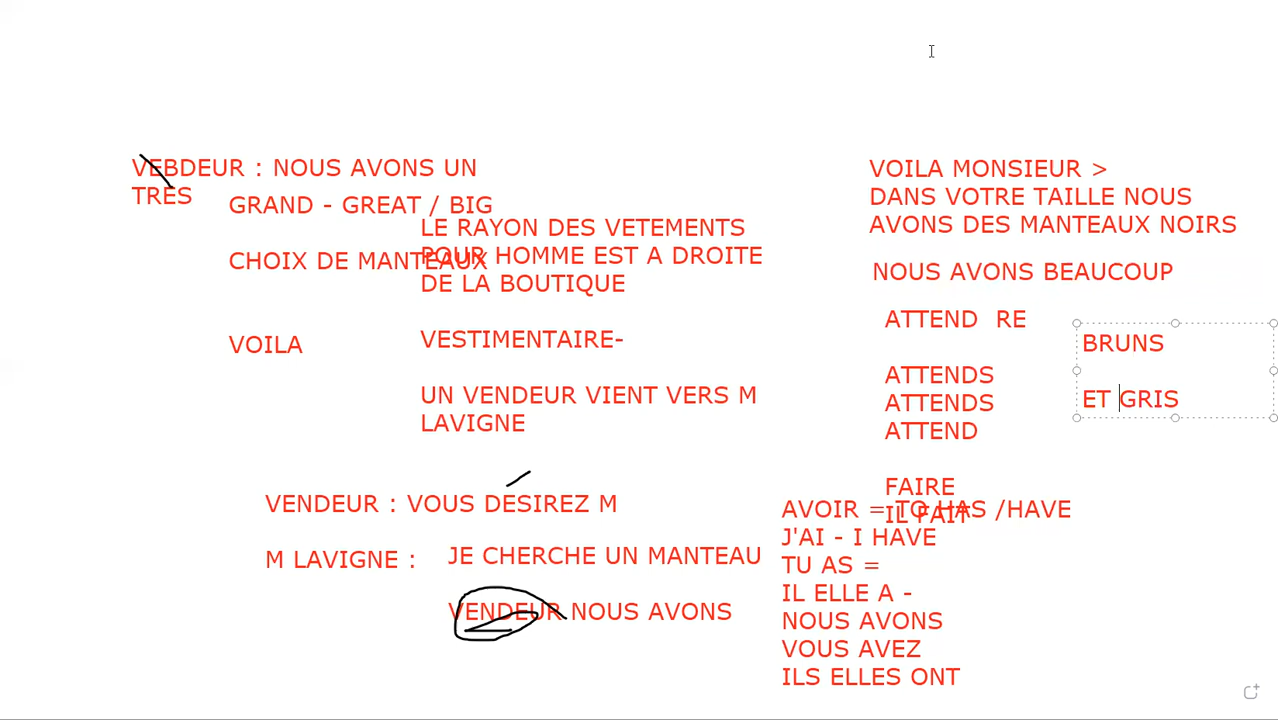 VEBDEUR : NOUS AVONS UN
TRES
GRAND - GREAT / BIG
CHOIX DE MANTEAUX
VOILA
LE RAYON DES VETEMENTS
POUR HOMME EST A DROITE
DE LA BOUTIQUE
VESTIMENTAIRE-
UN VENDEUR VIENT VERS M
LAVIGNE
VENDEUR : VOUS DESIREZ M
M LAVIGNE :
JE CHERCHE UN MANTEAU
VENDEUR NOUS AVONS
VOILA MONSIEUR >
DANS VOTRE TAILLE NOUS
AVONS DES MANTEAUX NOIRS
NOUS AVONS BEAUCOUP
ATTEND RE
ATTENDS
ATTENDS
ATTEND
FAIRE
IL FAIT
BRUNS
ET GRIS
AVOIR = TO HAS /HAVE
J'AI - I HAVE
TU AS =
IL ELLE A -
NOUS AVONS
VOUS AVEZ
ILS ELLES ONT